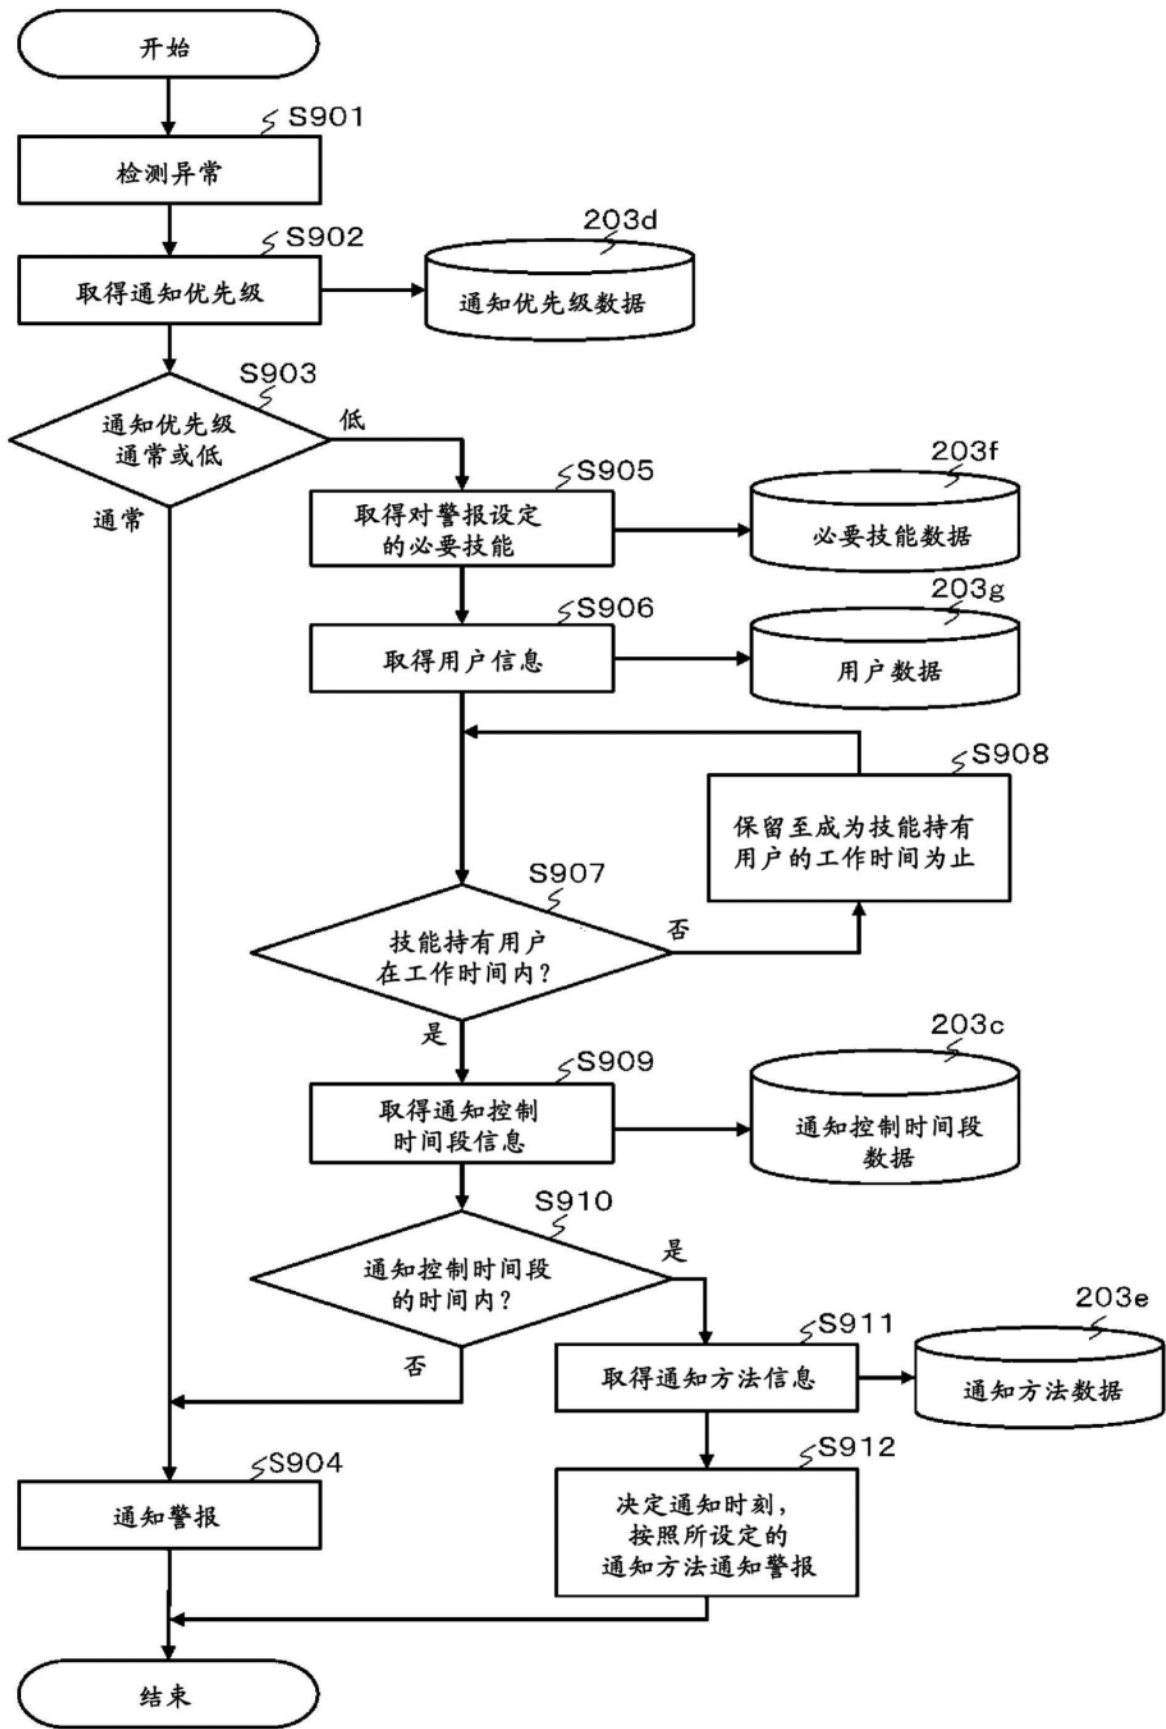 开始
S901
检测异常
S902
取得通知优先级
203d
通知优先级数据
S903
通知优先级
通常或低
低
通常
S905
取得对警报设定
的必要技能
203f
必要技能数据
S906
取得用户信息
203g
用户数据
S908
保留至成为技能持有
用户的工作时间为止
S907
技能持有用户
在工作时间内?
否
是
S909
取得通知控制
时间段信息
203c
通知控制时间段
数据
S910
通知控制时间段
的时间内?
是
否
S911
取得通知方法信息
203e
通知方法数据
S904
通知警报
S912
决定通知时刻,
按照所设定的
通知方法通知警报
结束